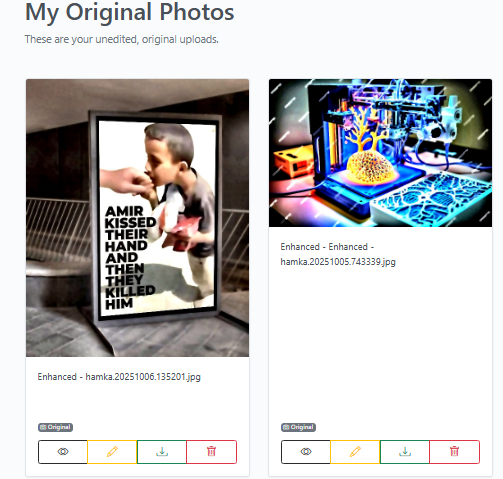 My Original Photos
These are your unedited, original uploads.
AMIR
KISSED
THEIR
HAND
AND
THEN
THEY
KILLED
HIM
Enhanced - hamka.20251006.135201.jpg
Original
Enhanced - Enhanced -
hamka.20251005.743339.jpg
Original